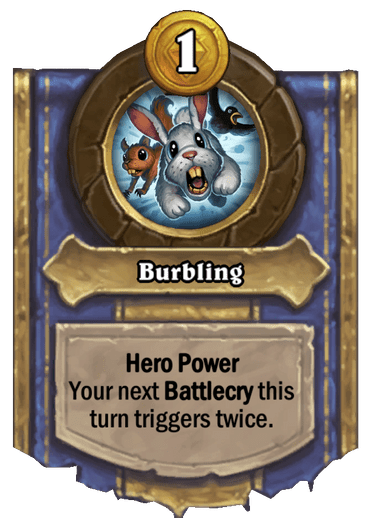 1
Burbling
Hero Power
Your next Battlecry this
turn triggers twice.